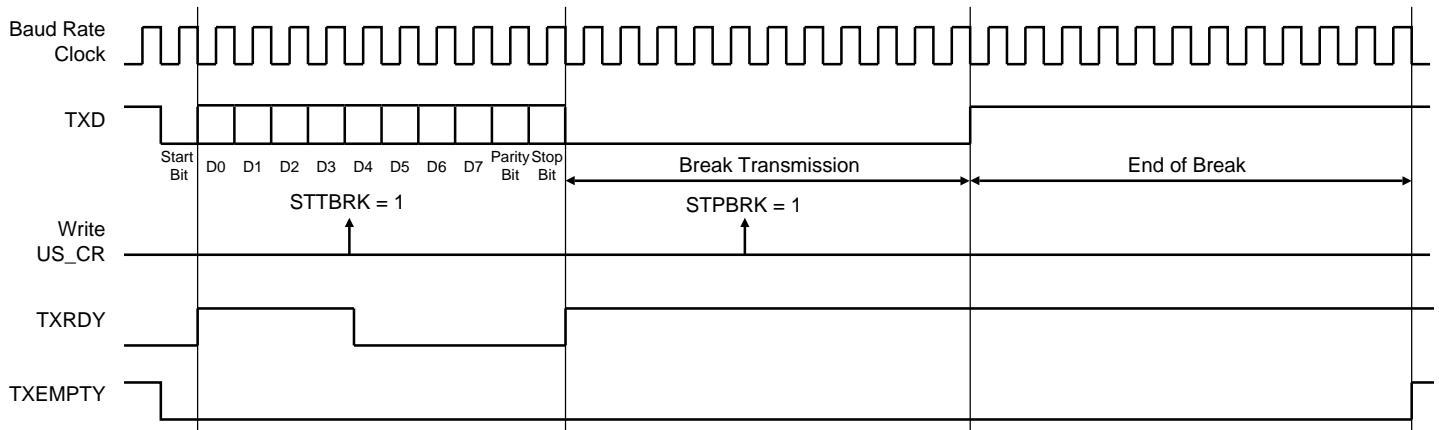 Baud Rate
Clock
TXD
Start
Bit
D0
D1
D2
D3
D4
D5
D6
D7
Parity
Bit
Stop
Bit
Break Transmission
End of Break
STTBRK = 1
STPBRK = 1
Write
US_CR
TXRDY
TXEMPTY